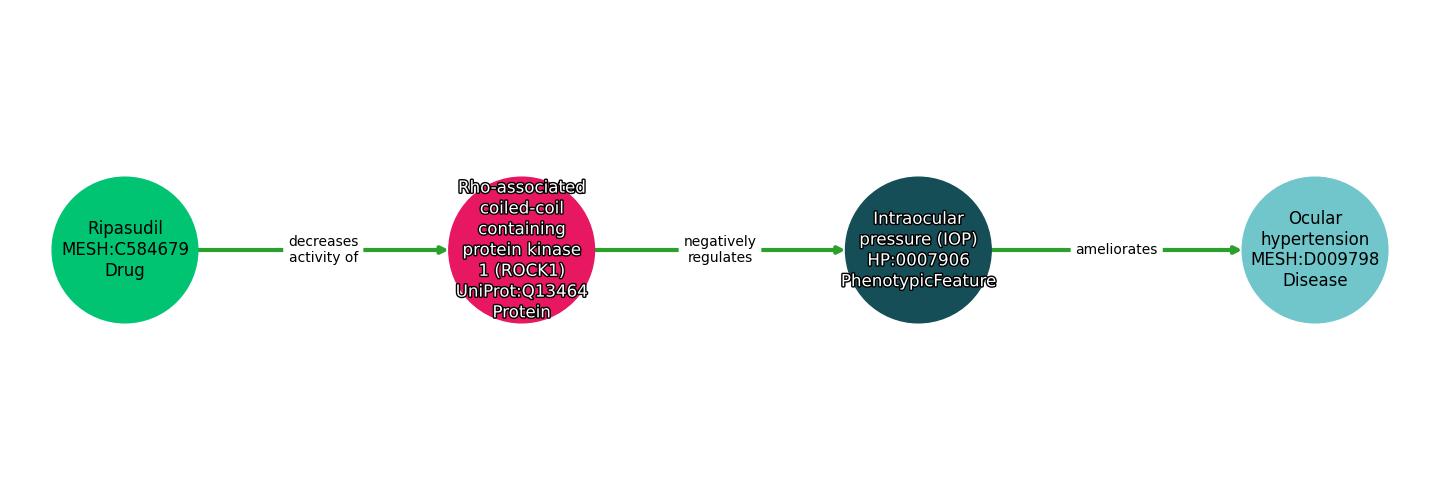 Ripasudil
MESH:C584679
Drug
decreases
activity of
Rho-associated
coiled-coil
containing
protein kinase
1 (ROCK1)
UniProt:Q13464
Protein
negatively
regulates
Intraocular
pressure (IOP)
HP:0007906
PhenotypicFeature
ameliorates
Ocular
hypertension
MESH:D009798
Disease